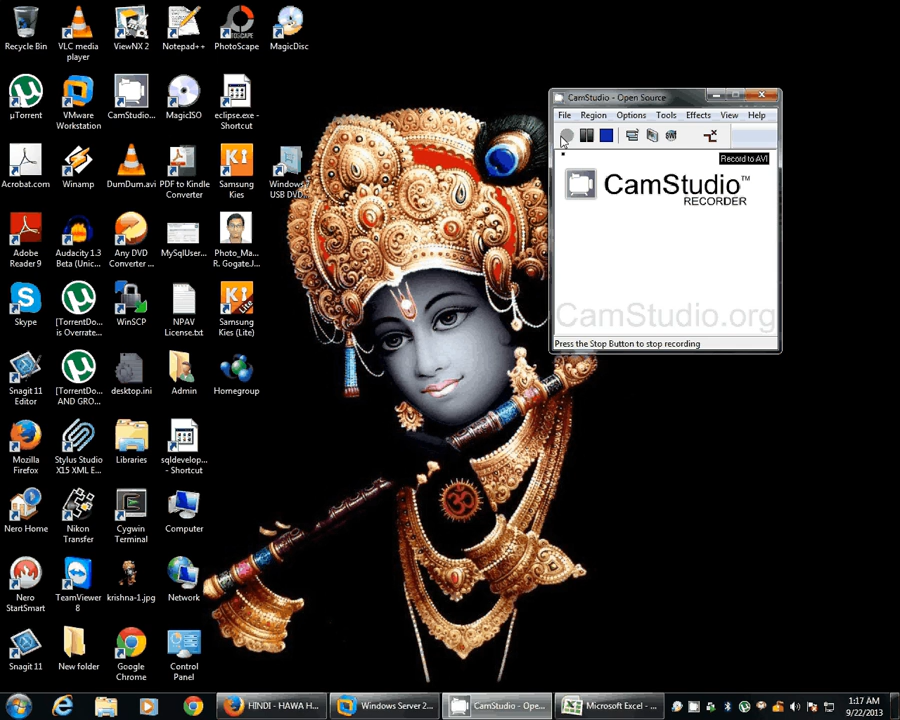 Recycle Bin
VLC media
player
ViewNX 2
Notepad++
PhotoScape
MagicDisc
µTorrent
VMware
Workstation
CamStudio...
MagicISO
eclipse.exe -
Shortcut
Acrobat.com
Winamp
DumDum.avi
PDF to Kindle
Converter
Samsung
Kies
Windows 7
USB DVD...
Adobe
Reader 9
Audacity 1.3
Beta (Unic...
Any DVD
Converter ...
MySqlUser...
Photo_Ma...
R. Gogate.J...
Skype
[TorrentDo...
is Overrate...
WinSCP
NPAV
License.txt
Samsung
Kies (Lite)
Snagit 11
Editor
[TorrentDo...
AND GRO...
desktop.ini
Admin
Homegroup
Mozilla
Firefox
Stylus Studio
X15 XML E...
Libraries
sqldevelop...
- Shortcut
Nero Home
Nikon
Transfer
Cygwin
Terminal
Computer
Nero
StartSmart
TeamViewer
8
krishna-1.jpg
Network
Snagit 11
New folder
Google
Chrome
Control
Panel
CamStudio - Open Source
File Region Options Tools Effects View Help
Record to AVI
CamStudio™
RECORDER
CamStudio.org
Press the Stop Button to stop recording
HINDI - HAWA H...
Windows Server 2...
CamStudio - Ope...
Microsoft Excel - ...
1:17 AM
9/22/2013